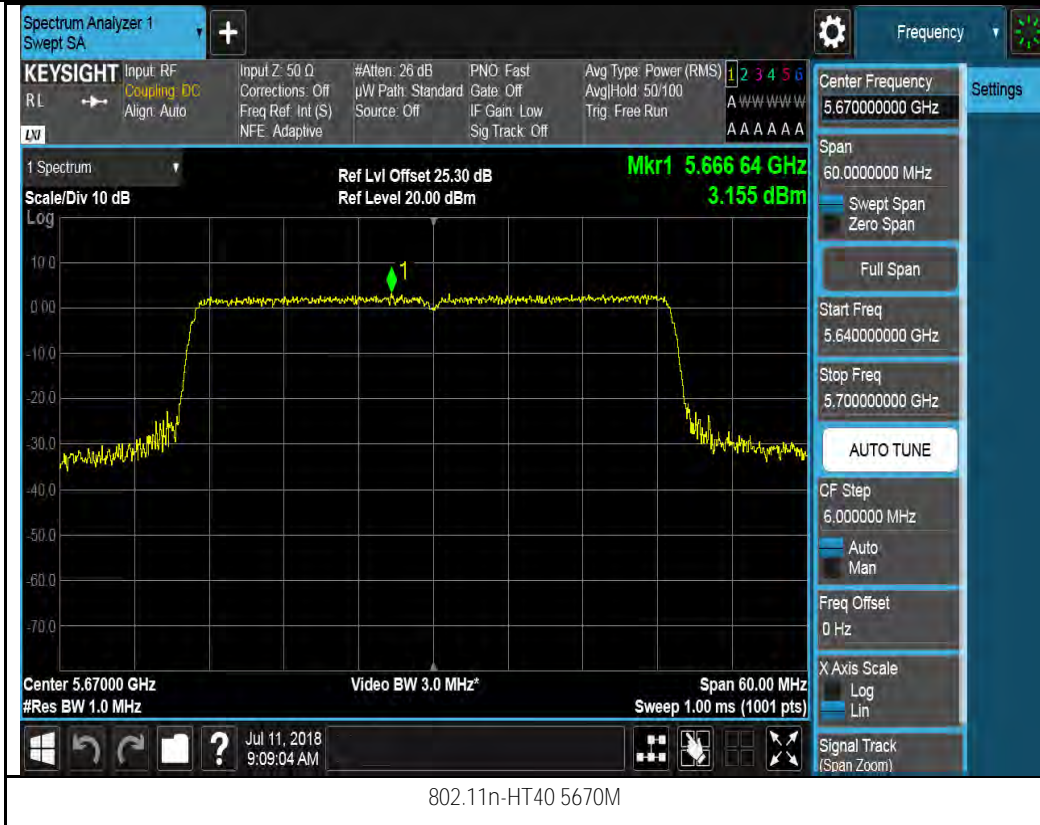 Spectrum Analyzer 1
Swept SA
Frequency
KEYSIGHT
RL
LXI
Input: RF
Coupling: DC
Align: Auto
Input Z: 50 Ω
Corrections: Off
Freq Ref: Int (S)
NFE: Adaptive
#Atten: 26 dB
µW Path: Standard
Source: Off
PNO: Fast
Gate: Off
IF Gain: Low
Sig Track: Off
Avg Type: Power (RMS)
Avg|Hold: 50/100
Trig: Free Run
1 2 3 4 5 6
A W W W W W
A A A A A A
1 Spectrum
Scale/Div 10 dB
Ref Lvl Offset 25.30 dB
Ref Level 20.00 dBm
Mkr1 5.666 64 GHz
3.155 dBm
Log
10.0
0.00
-10.0
-20.0
-30.0
-40.0
-50.0
-60.0
-70.0
1
Center 5.67000 GHz
#Res BW 1.0 MHz
Video BW 3.0 MHz*
Span 60.00 MHz
Sweep 1.00 ms (1001 pts)
?
Jul 11, 2018
9:09:04 AM
Center Frequency
5.670000000 GHz
Settings
Span
60.0000000 MHz
Swept Span
Zero Span
Full Span
Start Freq
5.640000000 GHz
Stop Freq
5.700000000 GHz
AUTO TUNE
CF Step
6.000000 MHz
Auto
Man
Freq Offset
0 Hz
X Axis Scale
Log
Lin
Signal Track
(Span Zoom)
802.11n-HT40 5670M